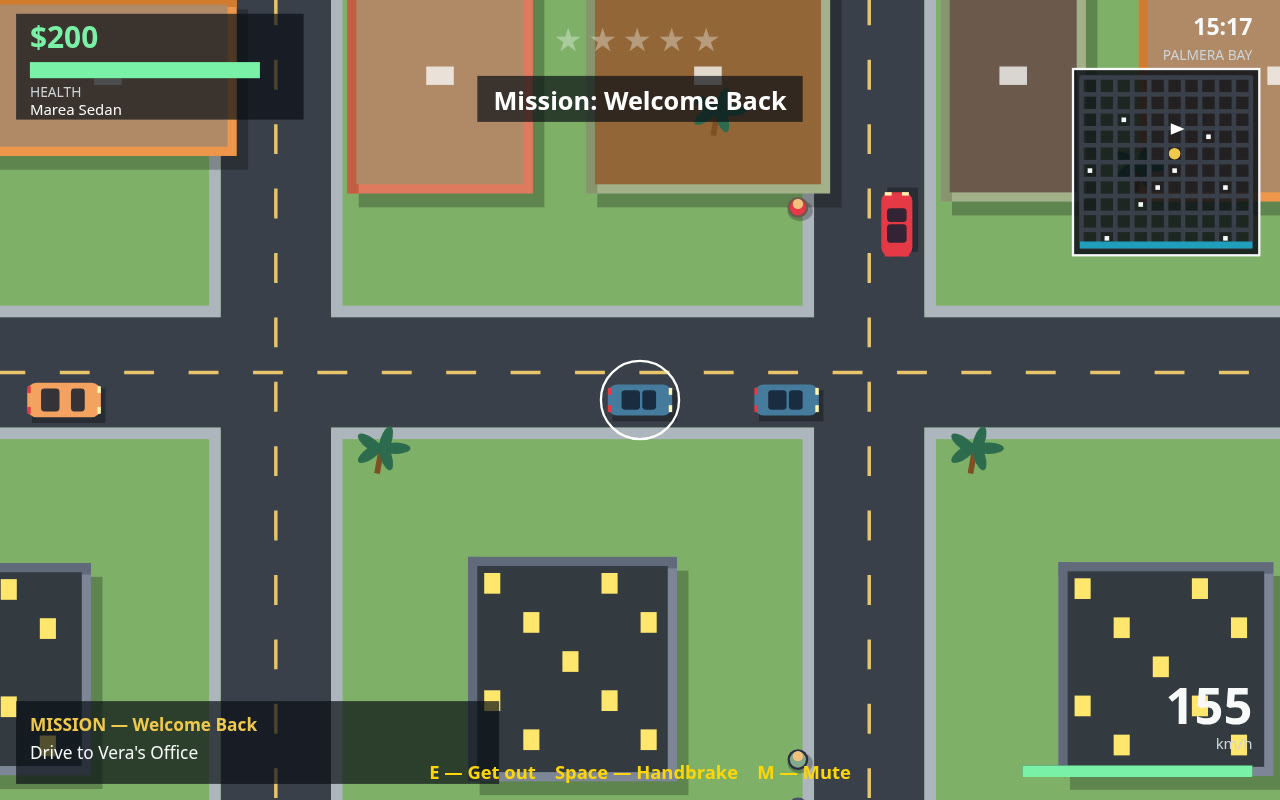 $200
HEALTH
Marea Sedan
Mission: Welcome Back
15:17
PALMERA BAY
MISSION — Welcome Back
Drive to Vera's Office
155
km/h
E — Get out Space — Handbrake M — Mute